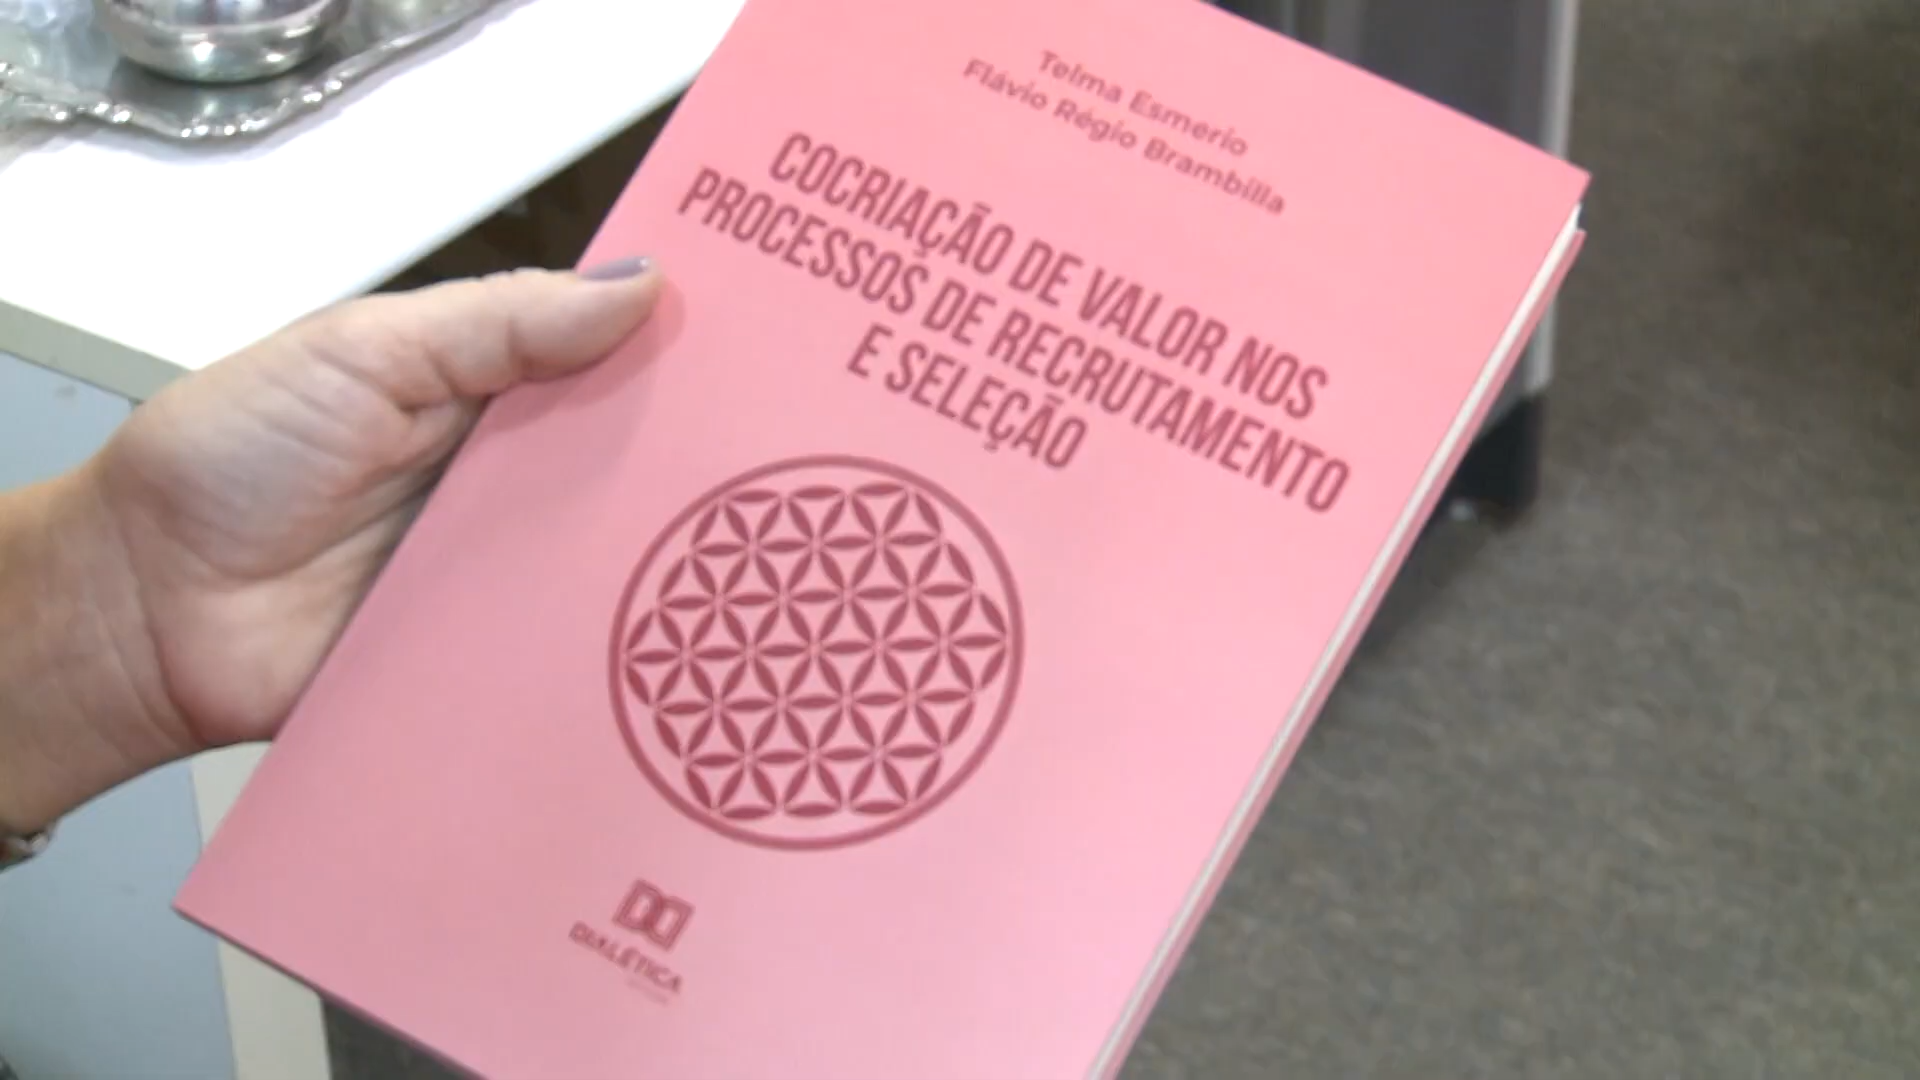 Telma Esmerio
Flávio Régio Brambilla
COCRIAÇÃO DE VALOR NOS
PROCESSOS DE RECRUTAMENTO
E SELEÇÃO
DIALÉTICA